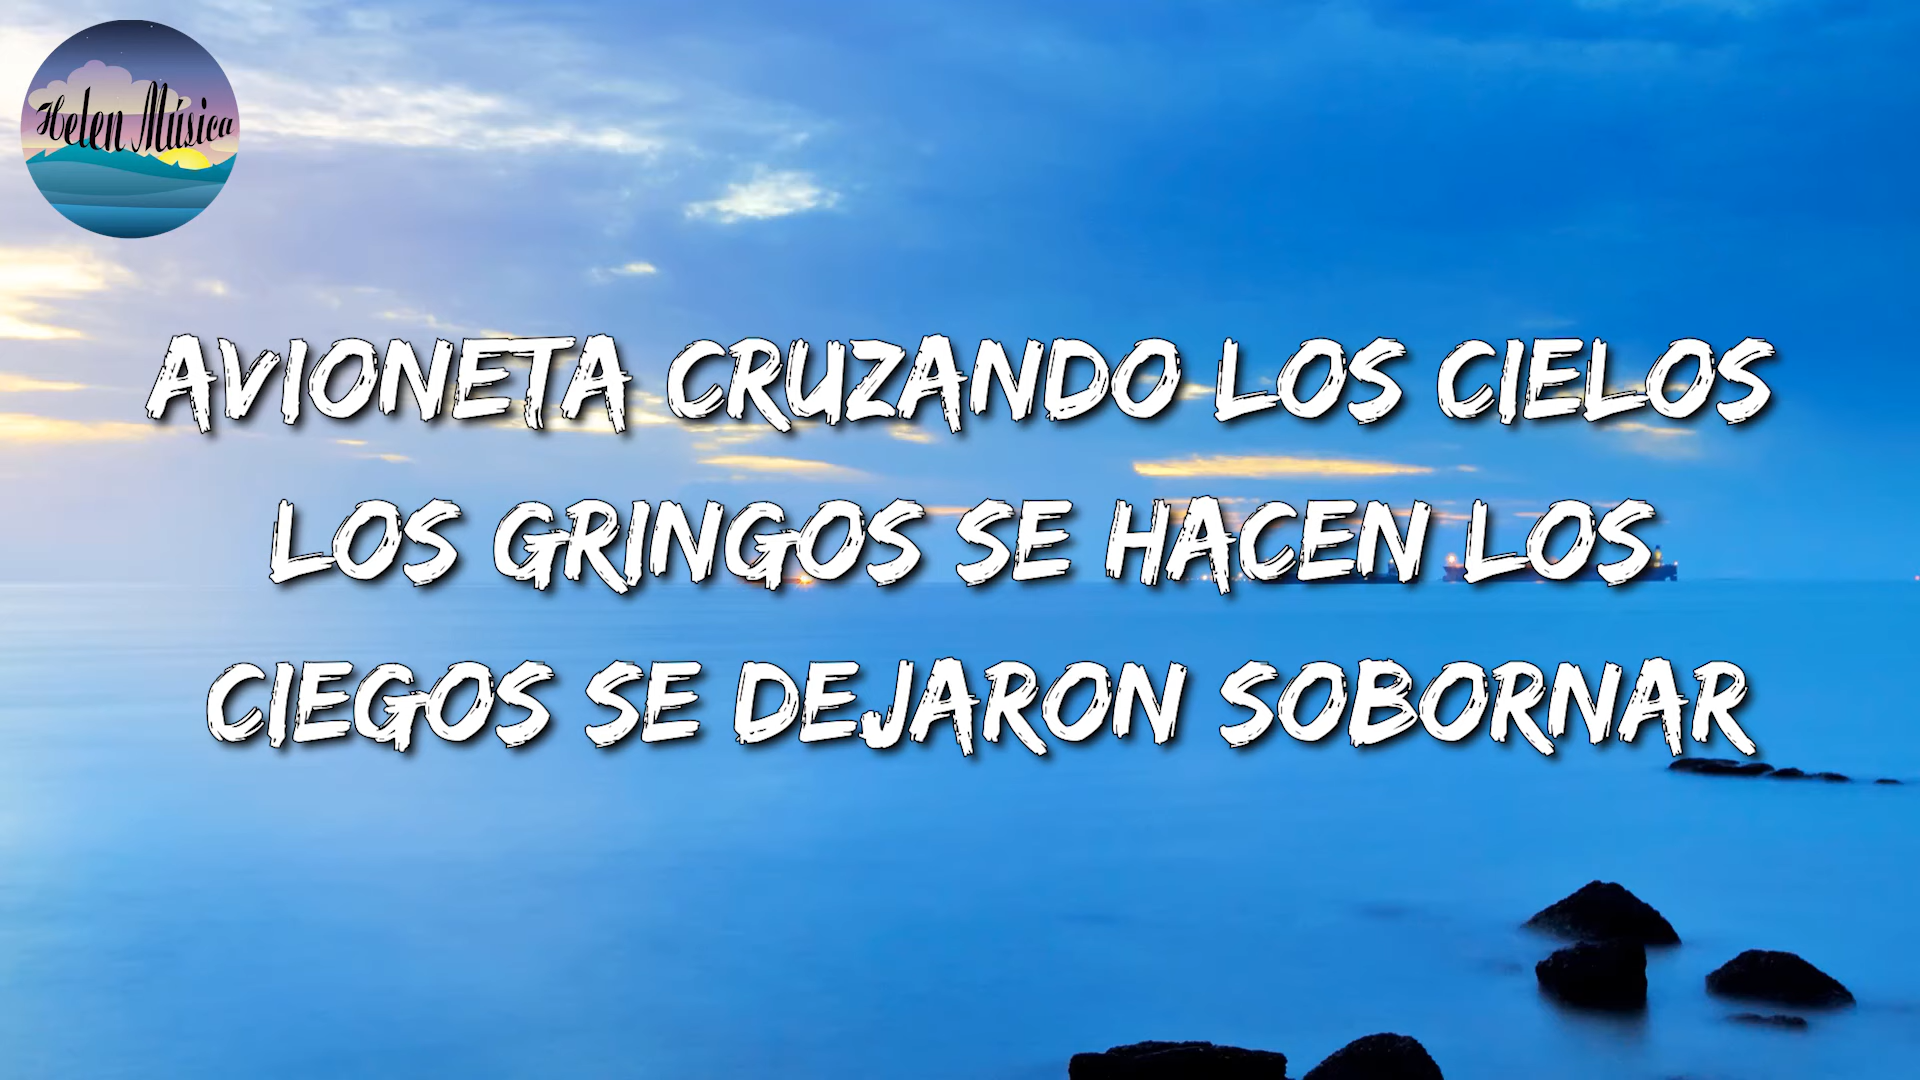 Helen Música
AVIONETA CRUZANDO LOS CIELOS
LOS GRINGOS SE HACEN LOS
CIEGOS SE DEJARON SOBORNAR